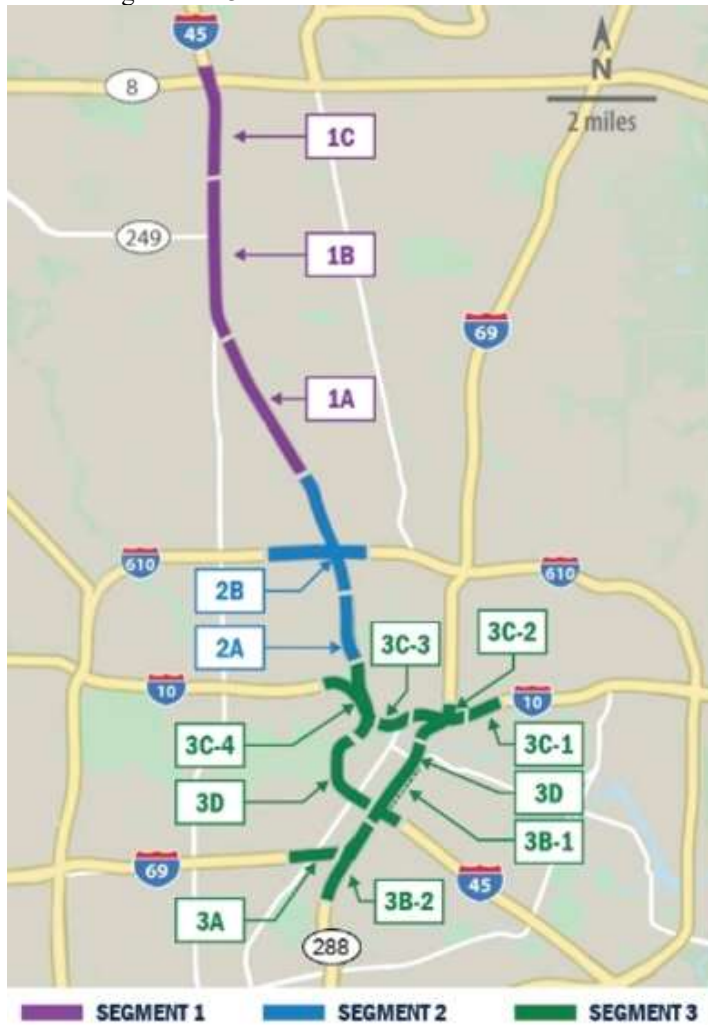 45
8
N
2 miles
1C
249
1B
69
1A
610
610
2B
2A
3C-3
3C-2
10
10
3C-4
3C-1
3D
3D
3B-1
69
45
3A
3B-2
288
SEGMENT 1
SEGMENT 2
SEGMENT 3